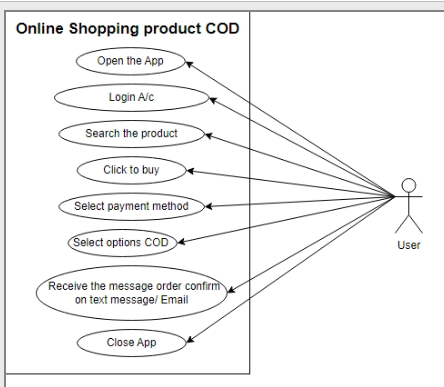 Online Shopping product COD
Open the App
Login A/c
Search the product
Click to buy
Select payment method
Select options COD
Receive the message order confirm
on text message/ Email
Close App
User